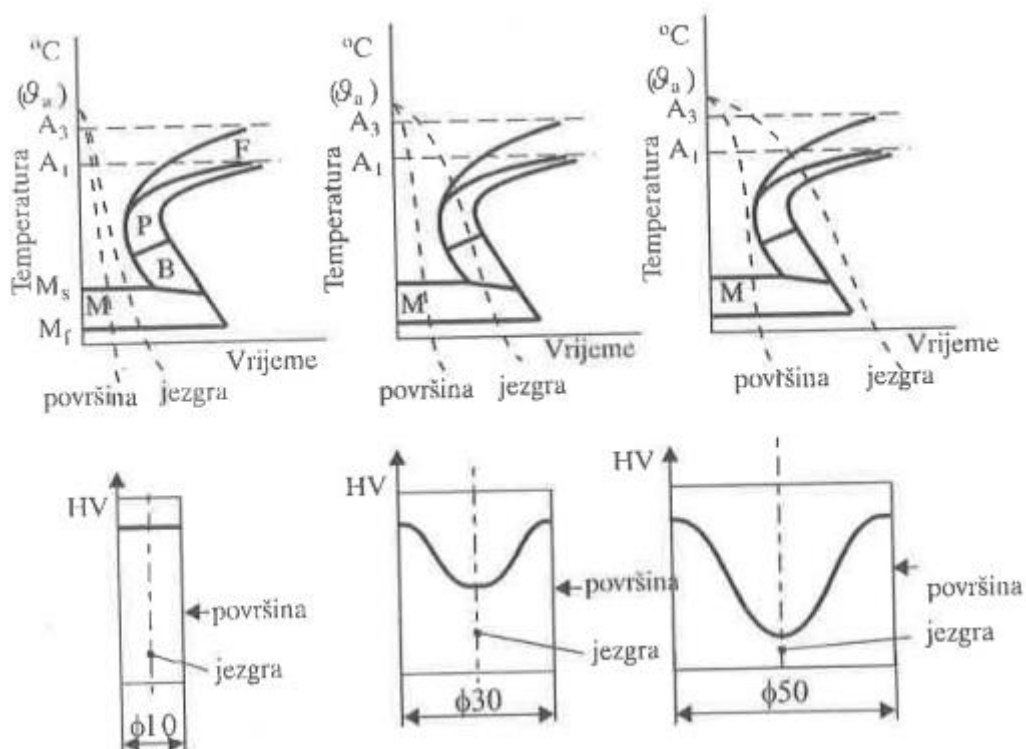 °C
(ϑa)
A3
A1
Temperatura
Ms
Mf
F
P
B
M
Vrijeme
površina
jezgra
°C
(ϑa)
A3
A1
Temperatura
M
Vrijeme
površina
jezgra
°C
(ϑa)
A3
A1
Temperatura
M
Vrijeme
površina
jezgra
HV
površina
jezgra
ϕ10
HV
površina
jezgra
ϕ30
HV
površina
jezgra
ϕ50